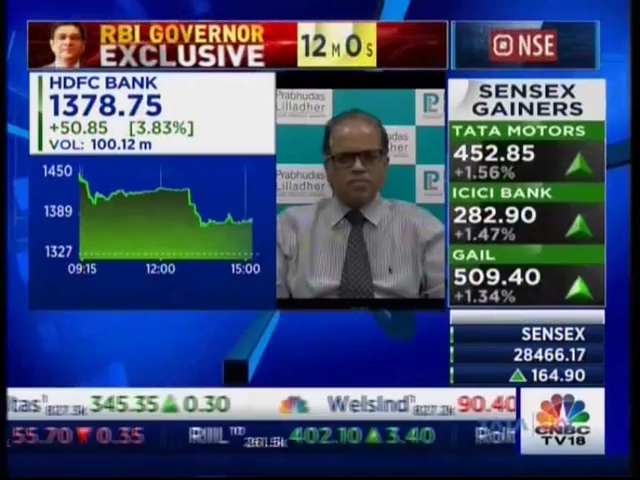 RBI GOVERNOR
EXCLUSIVE
12 M 0 S
NSE
HDFC BANK
1378.75
+50.85 [3.83%]
VOL: 100.12 m
1450
1389
1327
09:15 12:00 15:00
Prabhudas
Lilladher
Prabhudas
Lilladher
SENSEX
GAINERS
TATA MOTORS
452.85
+1.56%
ICICI BANK
282.90
+1.47%
GAIL
509.40
+1.34%
SENSEX
28466.17
164.90
345.35 0.30 WelsInd 90.40
55.70 0.35 402.10 3.40
CNBC
TV18